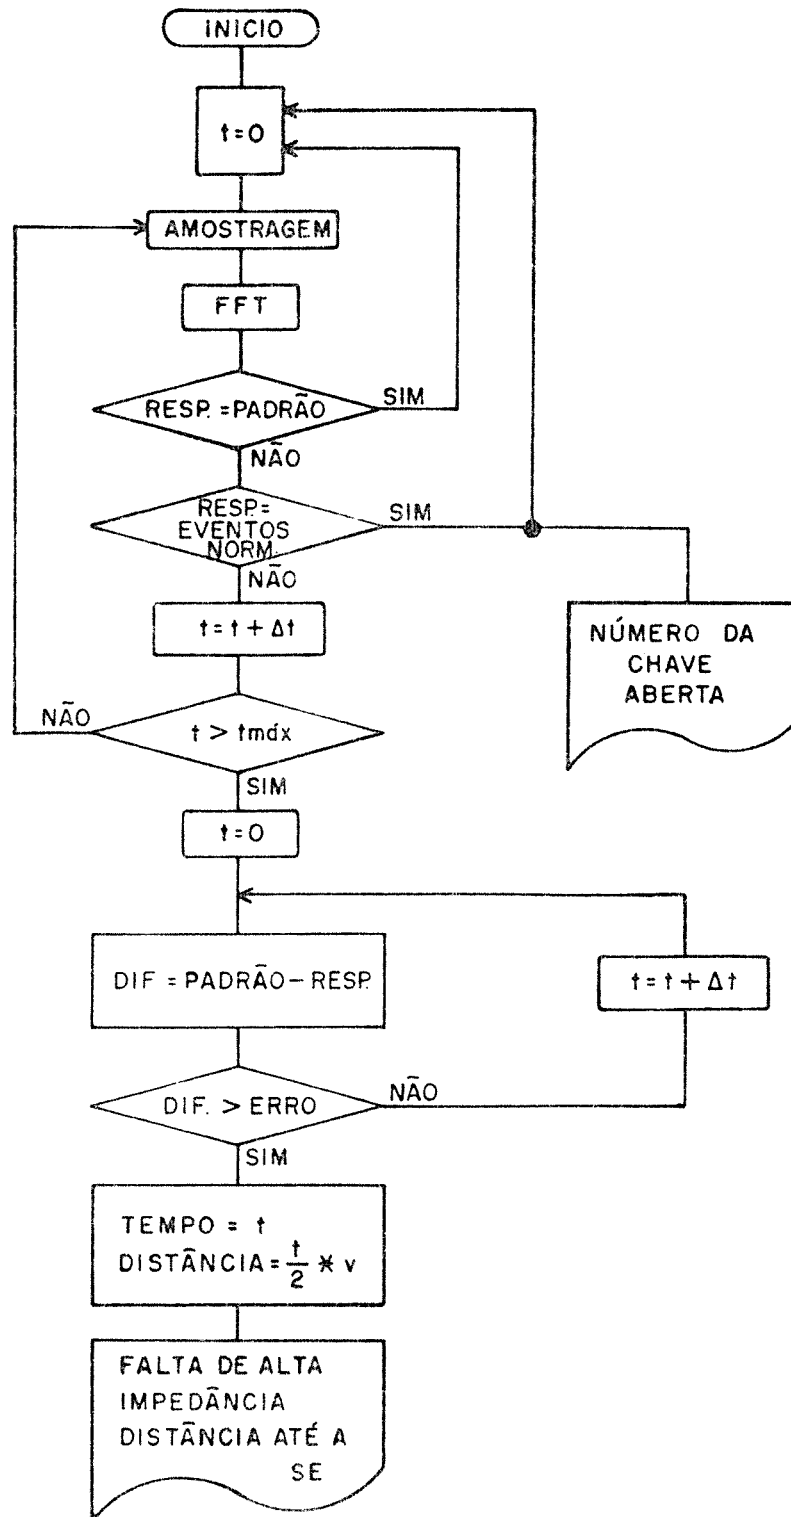 INICIO
t=0
AMOSTRAGEM
FFT
RESP.=PADRÃO
SIM
NÃO
RESP.=
EVENTOS
NORM.
SIM
NÃO
t= t + Δt
NÚMERO DA
CHAVE
ABERTA
NÃO
t > tmáx
SIM
t=0
DIF = PADRÃO-RESP.
t= t + Δt
DIF. > ERRO
NÃO
SIM
TEMPO = t
DISTÂNCIA = t/2 * v
FALTA DE ALTA
IMPEDÂNCIA
DISTÂNCIA ATÉ A
SE